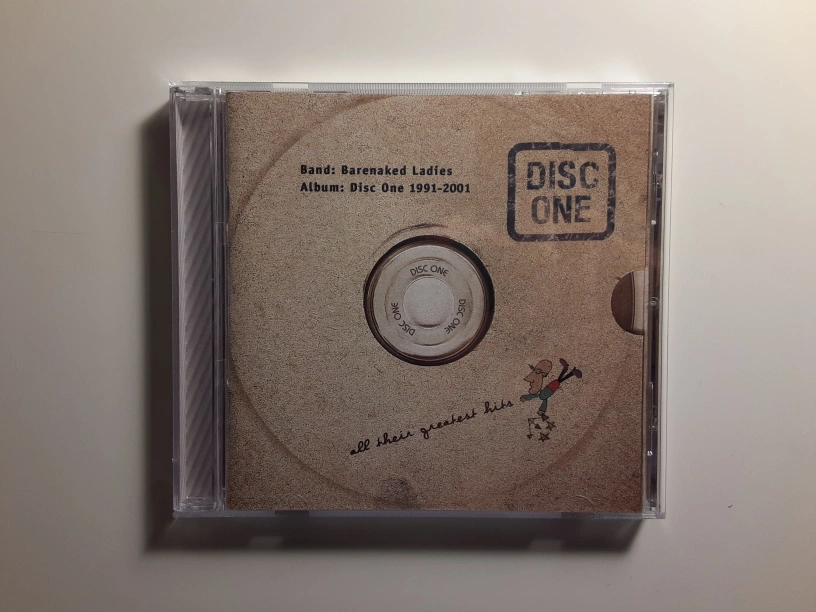 Band: Barenaked Ladies
Album: Disc One 1991-2001
DISC
ONE
DISC ONE
DISC ONE
DISC ONE
all their greatest hits